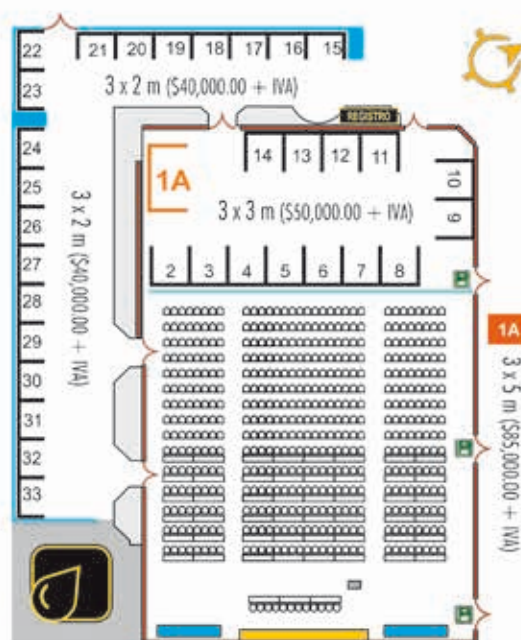 22
21 20 19 18 17 16 15
3 x 2 m ($40,000.00 + IVA)
23
REGISTRO
24
14 13 12 11
1A
10
25
3 x 3 m ($50,000.00 + IVA)
9
26
3 x 2 m ($40,000.00 + IVA)
27
2 3 4 5 6 7 8
28
29
1A
3 x 5 m ($85,000.00 + IVA)
30
31
32
33